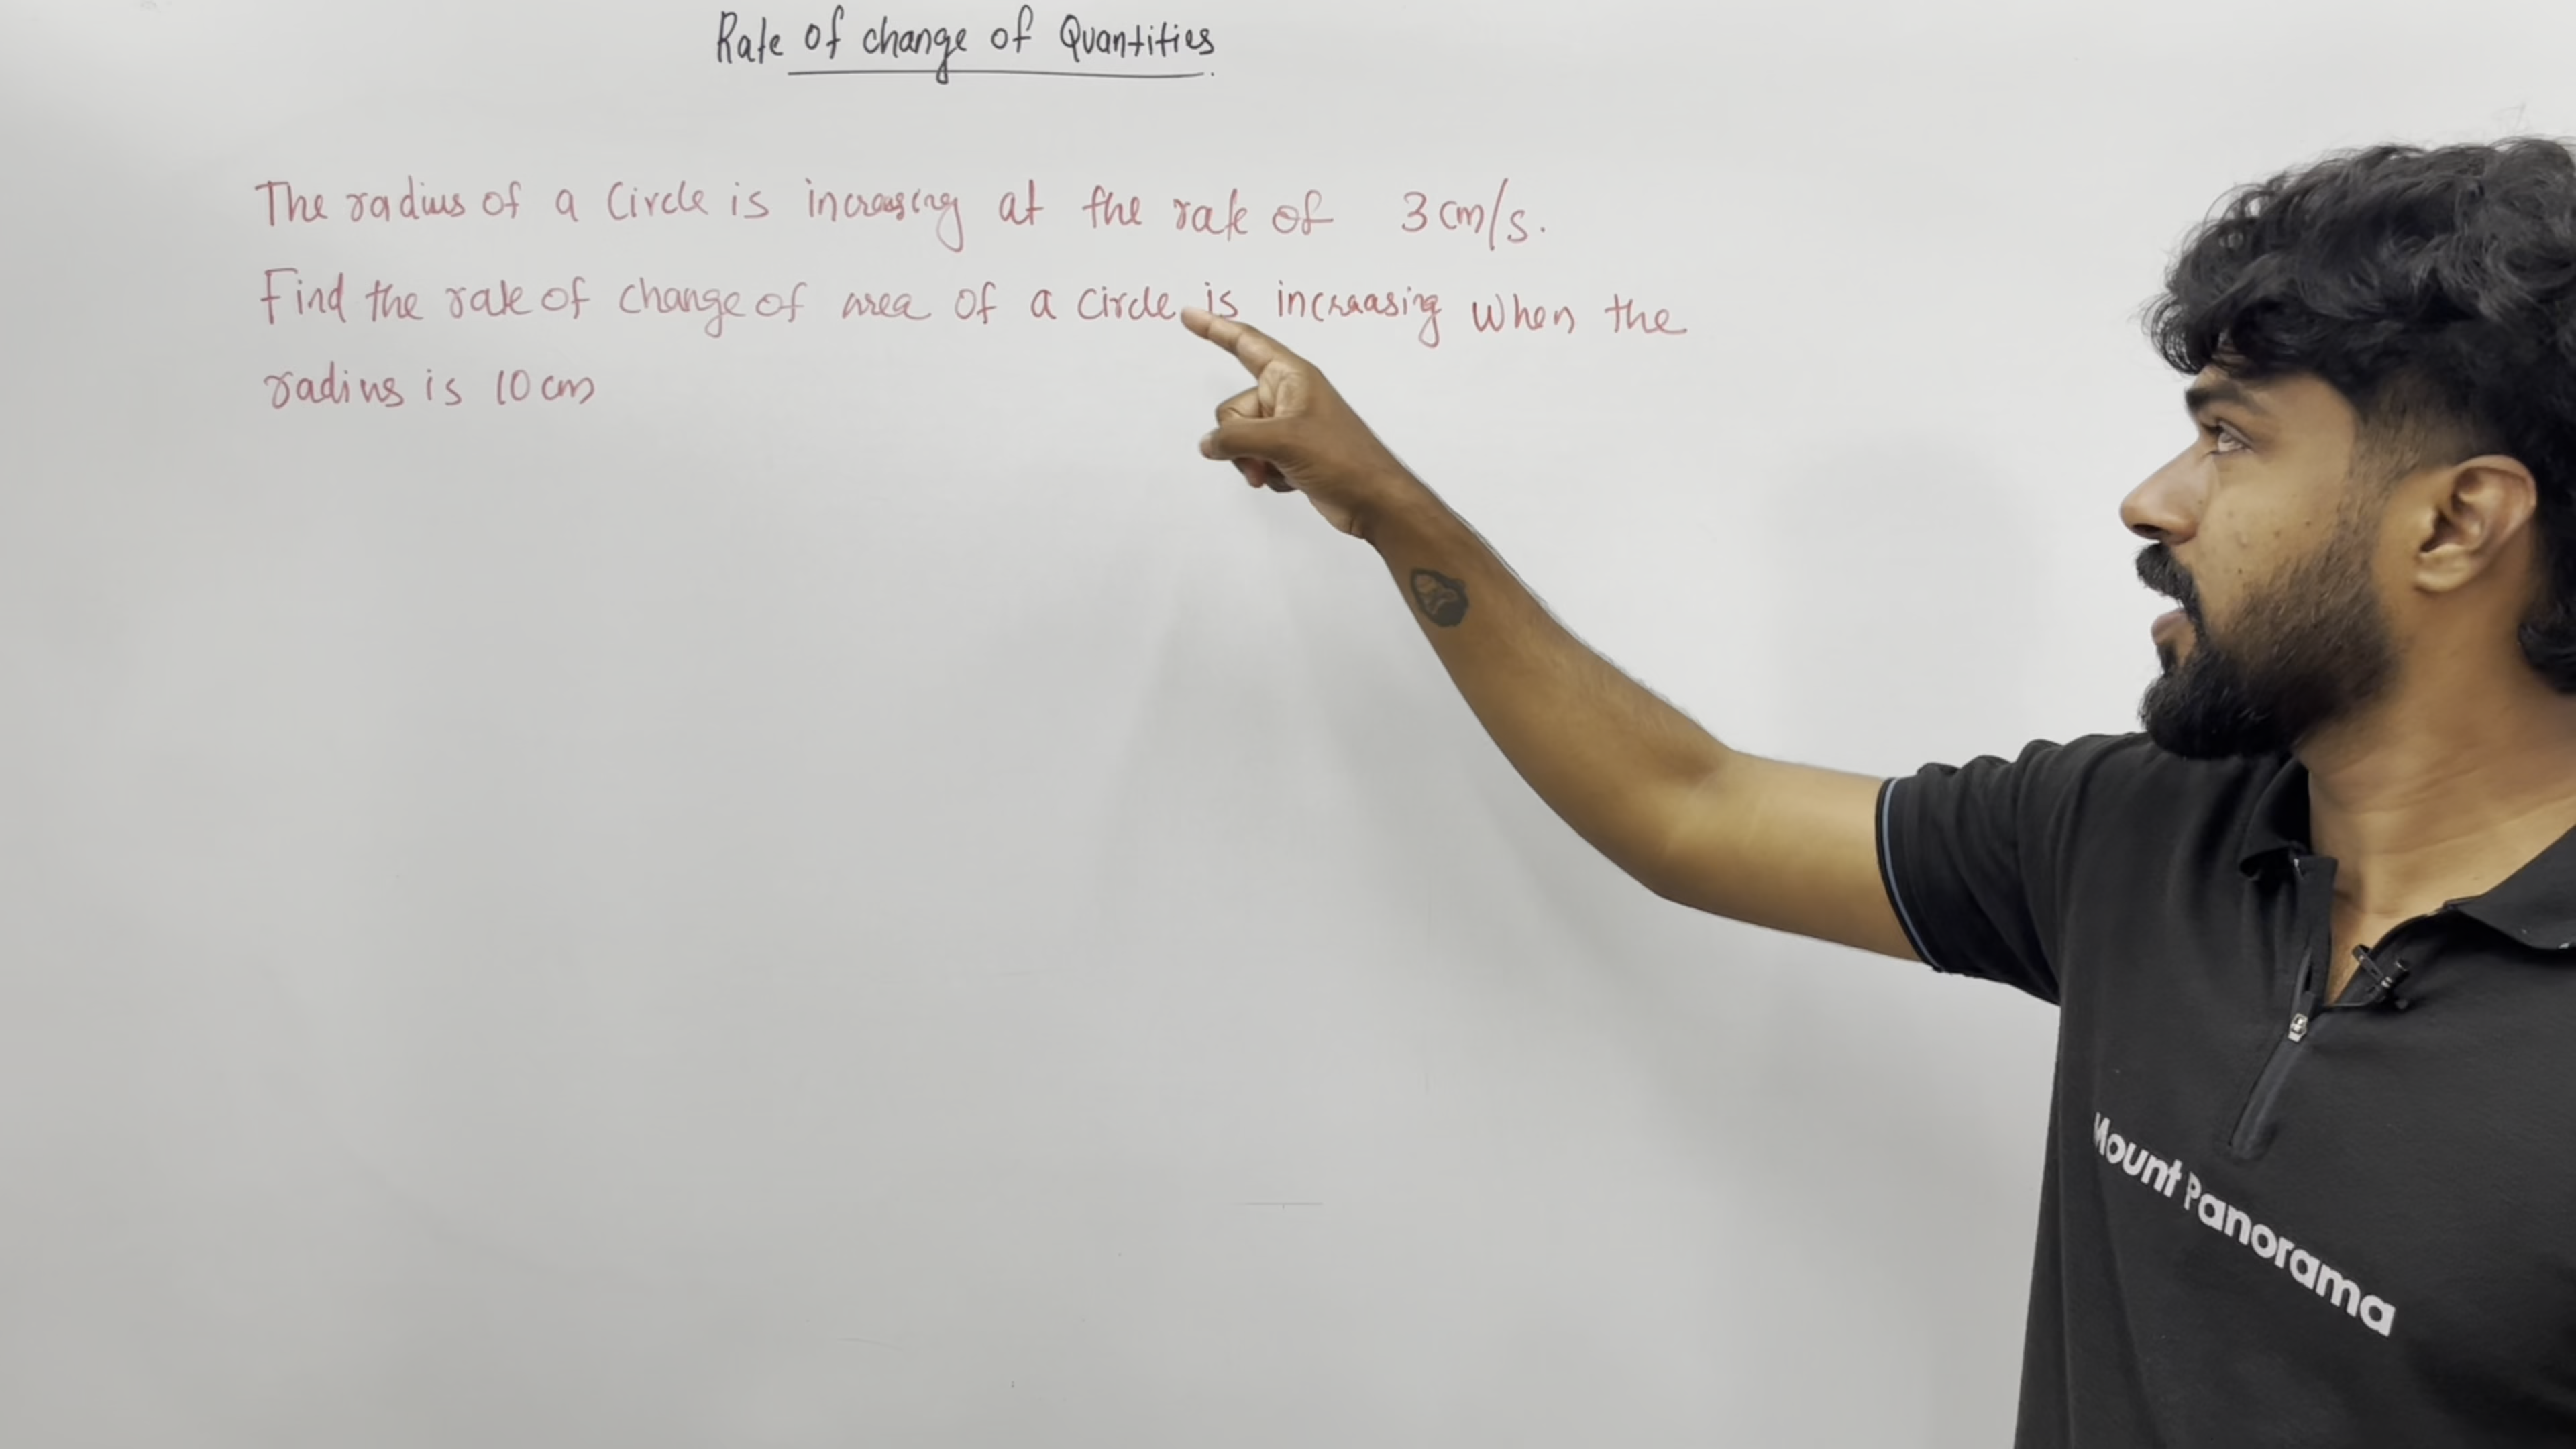 Rate of change of Quantities.
The radius of a Circle is increasing at the rate of 3 cm/s.
Find the rate of change of area of a circle is increasing when the
radius is 10 cm
Mount Panorama